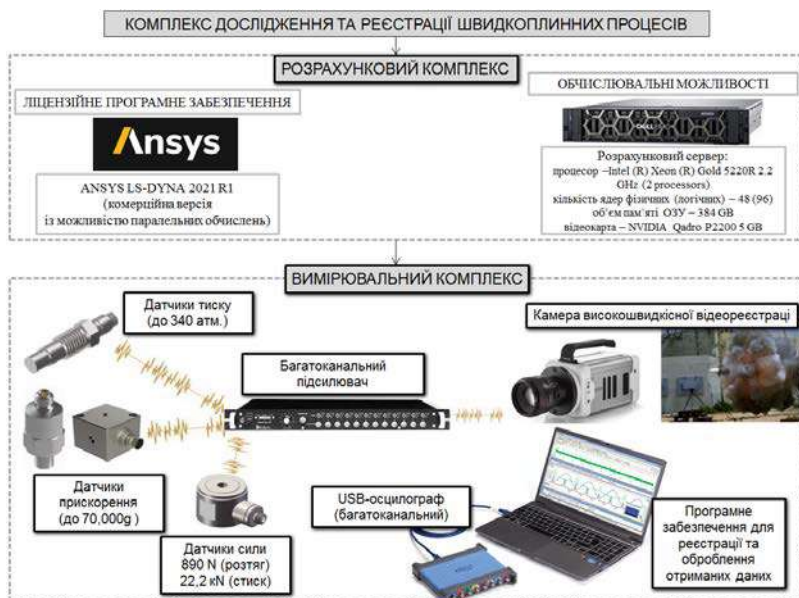 КОМПЛЕКС ДОСЛІДЖЕННЯ ТА РЕЄСТРАЦІЇ ШВИДКОПЛИННИХ ПРОЦЕСІВ
РОЗРАХУНКОВИЙ КОМПЛЕКС
ЛІЦЕНЗІЙНЕ ПРОГРАМНЕ ЗАБЕЗПЕЧЕННЯ
Ansys
ANSYS LS-DYNA 2021 R1
(комерційна версія
із можливістю паралельних обчислень)
ОБЧИСЛЮВАЛЬНІ МОЖЛИВОСТІ
Розрахунковий сервер:
процесор –Intel (R) Xeon (R) Gold 5220R 2.2
GHz (2 processors)
кількість ядер фізичних (логічних) – 48 (96)
об'єм пам'яті ОЗУ – 384 GB
відеокарта – NVIDIA Qadro P2200 5 GB
ВИМІРЮВАЛЬНИЙ КОМПЛЕКС
Датчики тиску
(до 340 атм.)
Багатоканальний
підсилювач
Камера високошвидкісної відеореєстраці
Датчики
прискорення
(до 70,000g )
Датчики сили
890 N (розтяг)
22,2 кN (стиск)
USB-осцилограф
(багатоканальний)
Програмне
забезпечення для
реєстрації та
оброблення
отриманих даних